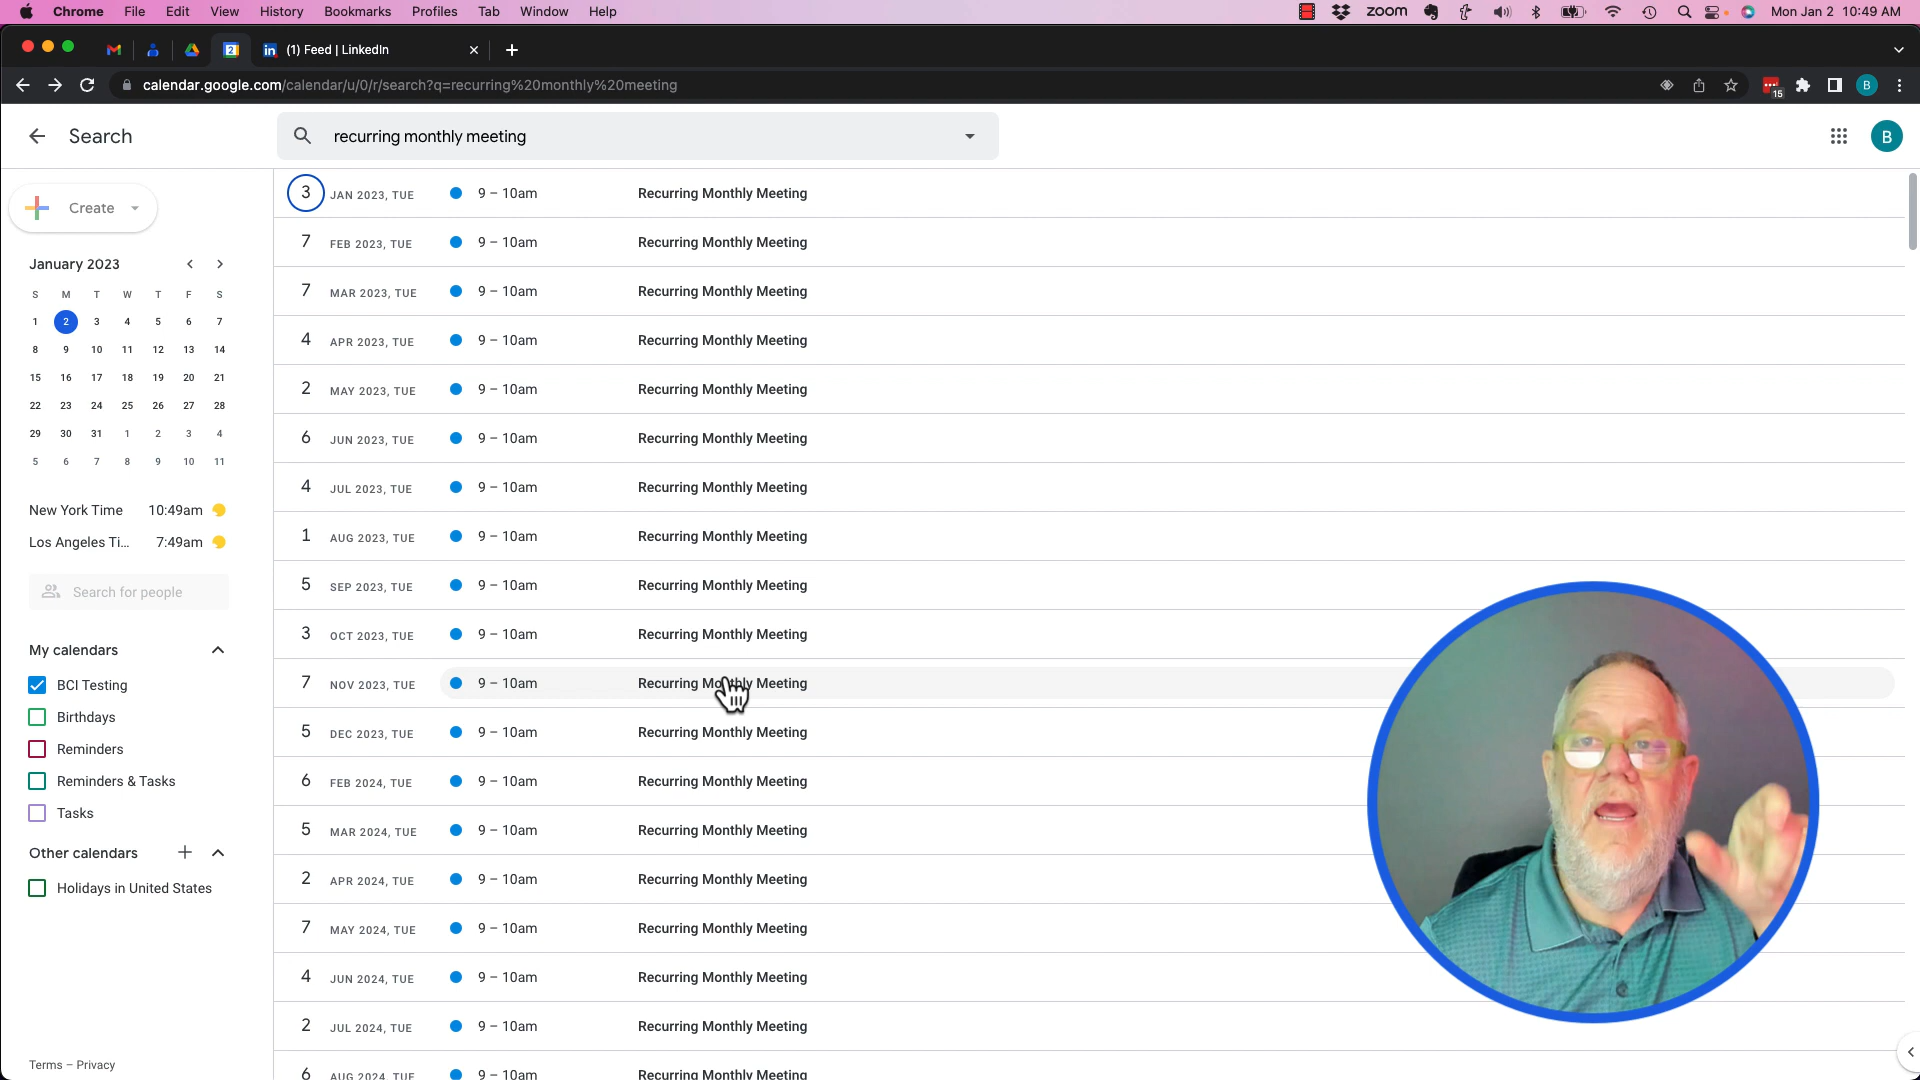 Chrome File Edit View History Bookmarks Profiles Tab Window Help zoom Mon Jan 2 10:49 AM
2 (1) Feed | LinkedIn
calendar.google.com/calendar/u/0/r/search?q=recurring%20monthly%20meeting 15 B
Search recurring monthly meeting B
Create
January 2023
S M T W T F S
1 2 3 4 5 6 7
8 9 10 11 12 13 14
15 16 17 18 19 20 21
22 23 24 25 26 27 28
29 30 31 1 2 3 4
5 6 7 8 9 10 11
New York Time 10:49am
Los Angeles Ti... 7:49am
Search for people
My calendars
BCI Testing
Birthdays
Reminders
Reminders & Tasks
Tasks
Other calendars
Holidays in United States
Terms – Privacy
3 JAN 2023, TUE 9 – 10am Recurring Monthly Meeting
7 FEB 2023, TUE 9 – 10am Recurring Monthly Meeting
7 MAR 2023, TUE 9 – 10am Recurring Monthly Meeting
4 APR 2023, TUE 9 – 10am Recurring Monthly Meeting
2 MAY 2023, TUE 9 – 10am Recurring Monthly Meeting
6 JUN 2023, TUE 9 – 10am Recurring Monthly Meeting
4 JUL 2023, TUE 9 – 10am Recurring Monthly Meeting
1 AUG 2023, TUE 9 – 10am Recurring Monthly Meeting
5 SEP 2023, TUE 9 – 10am Recurring Monthly Meeting
3 OCT 2023, TUE 9 – 10am Recurring Monthly Meeting
7 NOV 2023, TUE 9 – 10am Recurring Monthly Meeting
5 DEC 2023, TUE 9 – 10am Recurring Monthly Meeting
6 FEB 2024, TUE 9 – 10am Recurring Monthly Meeting
5 MAR 2024, TUE 9 – 10am Recurring Monthly Meeting
2 APR 2024, TUE 9 – 10am Recurring Monthly Meeting
7 MAY 2024, TUE 9 – 10am Recurring Monthly Meeting
4 JUN 2024, TUE 9 – 10am Recurring Monthly Meeting
2 JUL 2024, TUE 9 – 10am Recurring Monthly Meeting
6 AUG 2024, TUE 9 – 10am Recurring Monthly Meeting